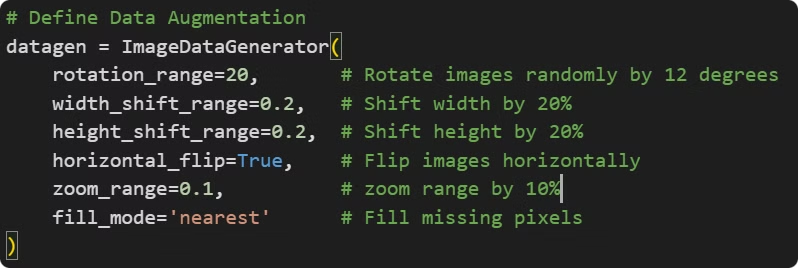 # Define Data Augmentation
datagen = ImageDataGenerator(
    rotation_range=20,       # Rotate images randomly by 12 degrees
    width_shift_range=0.2,   # Shift width by 20%
    height_shift_range=0.2,  # Shift height by 20%
    horizontal_flip=True,    # Flip images horizontally
    zoom_range=0.1,          # zoom range by 10%
    fill_mode='nearest'      # Fill missing pixels
)